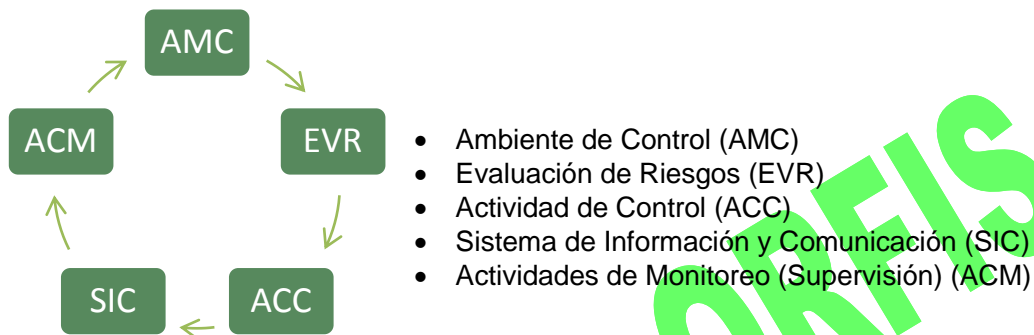 AMC
ACM
EVR
SIC
ACC
• Ambiente de Control (AMC)
• Evaluación de Riesgos (EVR)
• Actividad de Control (ACC)
• Sistema de Información y Comunicación (SIC)
• Actividades de Monitoreo (Supervisión) (ACM)
ORFIS